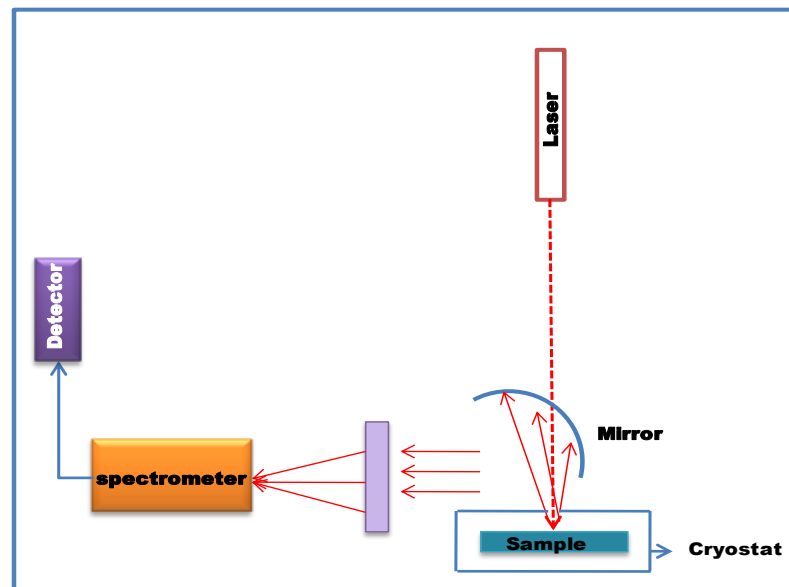 Laser
Detector
Mirror
spectrometer
Sample
Cryostat